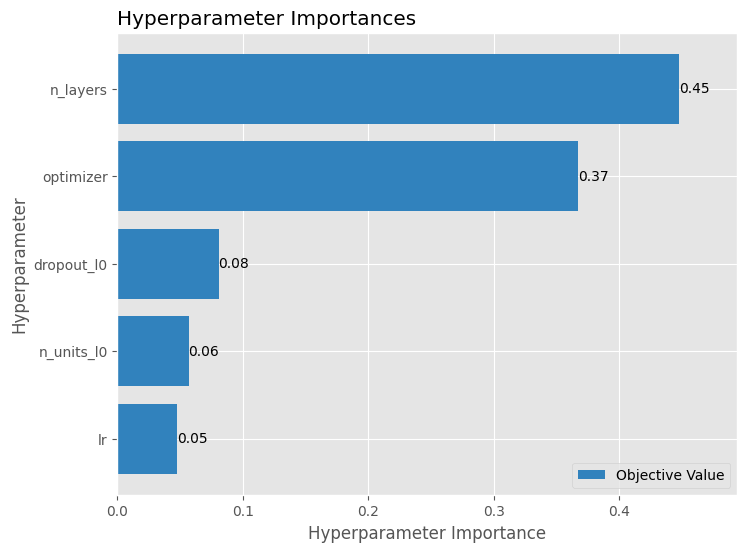 Hyperparameter Importances
Hyperparameter
n_layers
0.45
optimizer
0.37
dropout_l0
0.08
n_units_l0
0.06
lr
0.05
Objective Value
0.0 0.1 0.2 0.3 0.4
Hyperparameter Importance